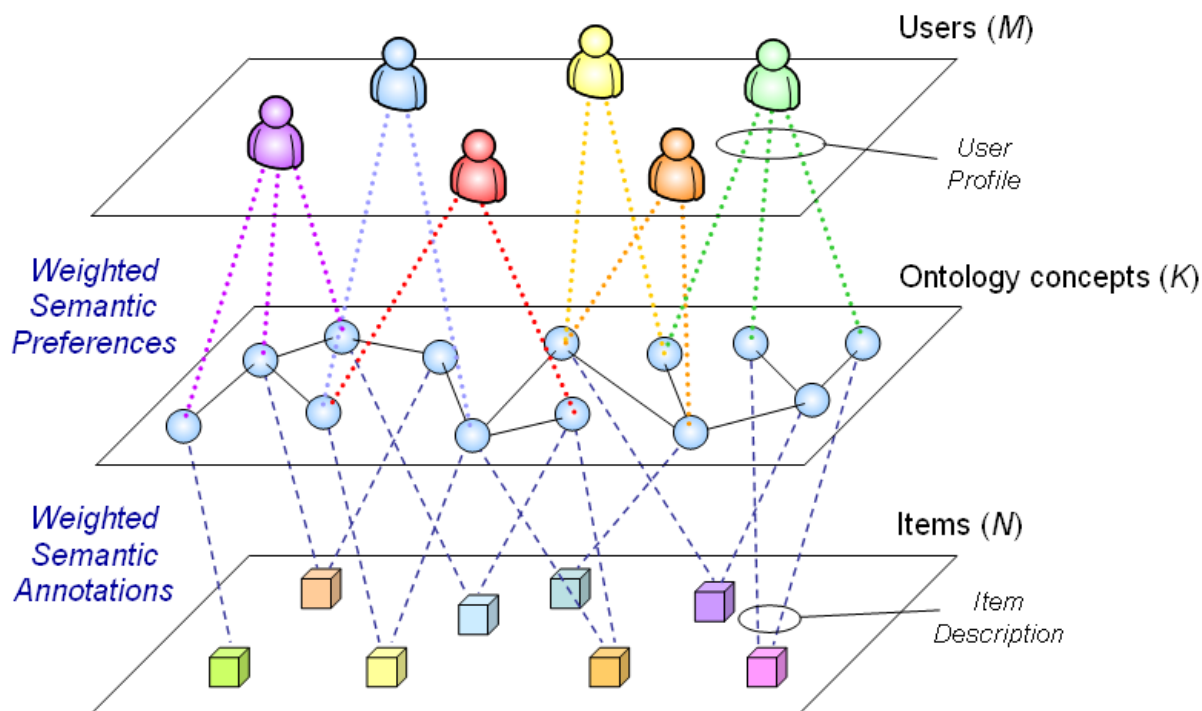 Users (M)
User
Profile
Weighted
Semantic
Preferences
Ontology concepts (K)
Weighted
Semantic
Annotations
Items (N)
Item
Description